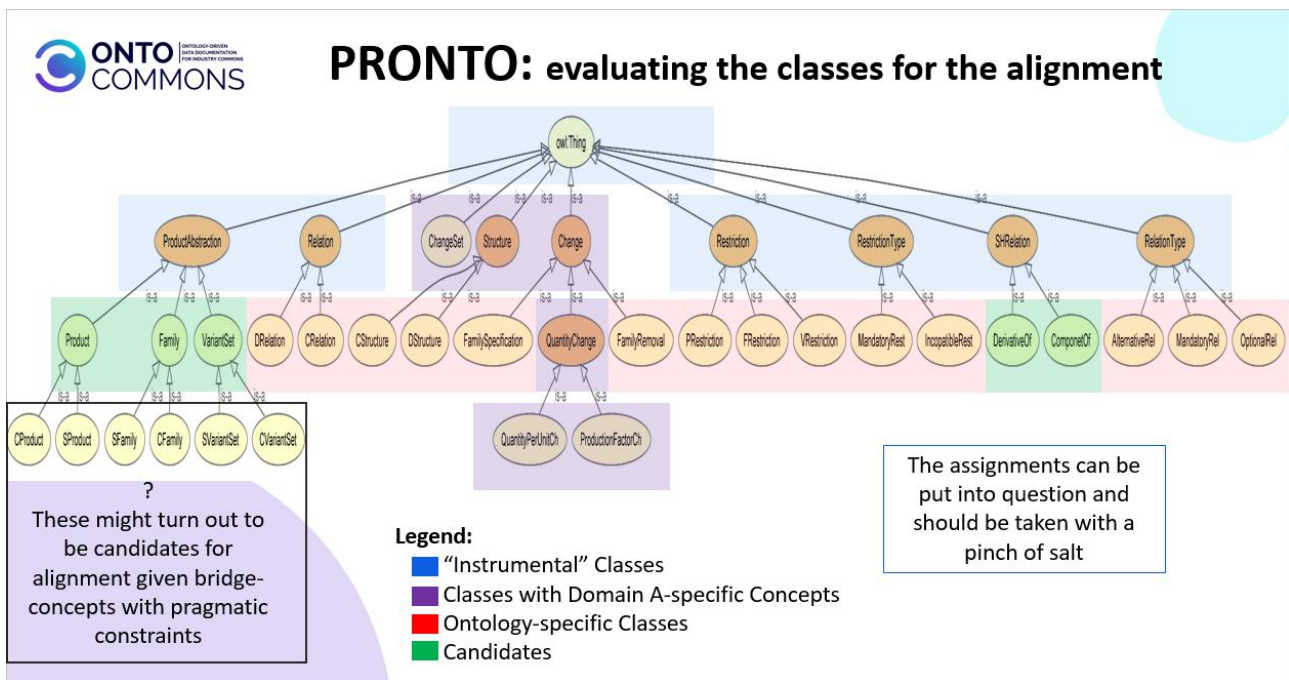 ONTO
COMMONS
ONTOLOGY-DRIVEN
DATA DOCUMENTATION
FOR INDUSTRY COMMONS
PRONTO: evaluating the classes for the alignment
owl:Thing
ProductAbstraction
Relation
ChangeSet
Structure
Change
Restriction
RestrictionType
SHRelation
RelationType
Product
Family
VariantSet
DRelation
CRelation
CStructure
DStructure
FamilySpecification
QuantityChange
FamilyRemoval
PRestriction
FRestriction
VRestriction
MandatoryRest
IncopatibleRest
DerivativeOf
ComponetOf
AlternativeRel
MandatoryRel
OptionalRel
CProduct
SProduct
SFamily
CFamily
SVariantSet
CVariantSet
QuantityPerUnitCh
ProductionFactorCh
?
These might turn out to
be candidates for
alignment given bridge-
concepts with pragmatic
constraints
Legend:
“Instrumental” Classes
Classes with Domain A-specific Concepts
Ontology-specific Classes
Candidates
The assignments can be
put into question and
should be taken with a
pinch of salt